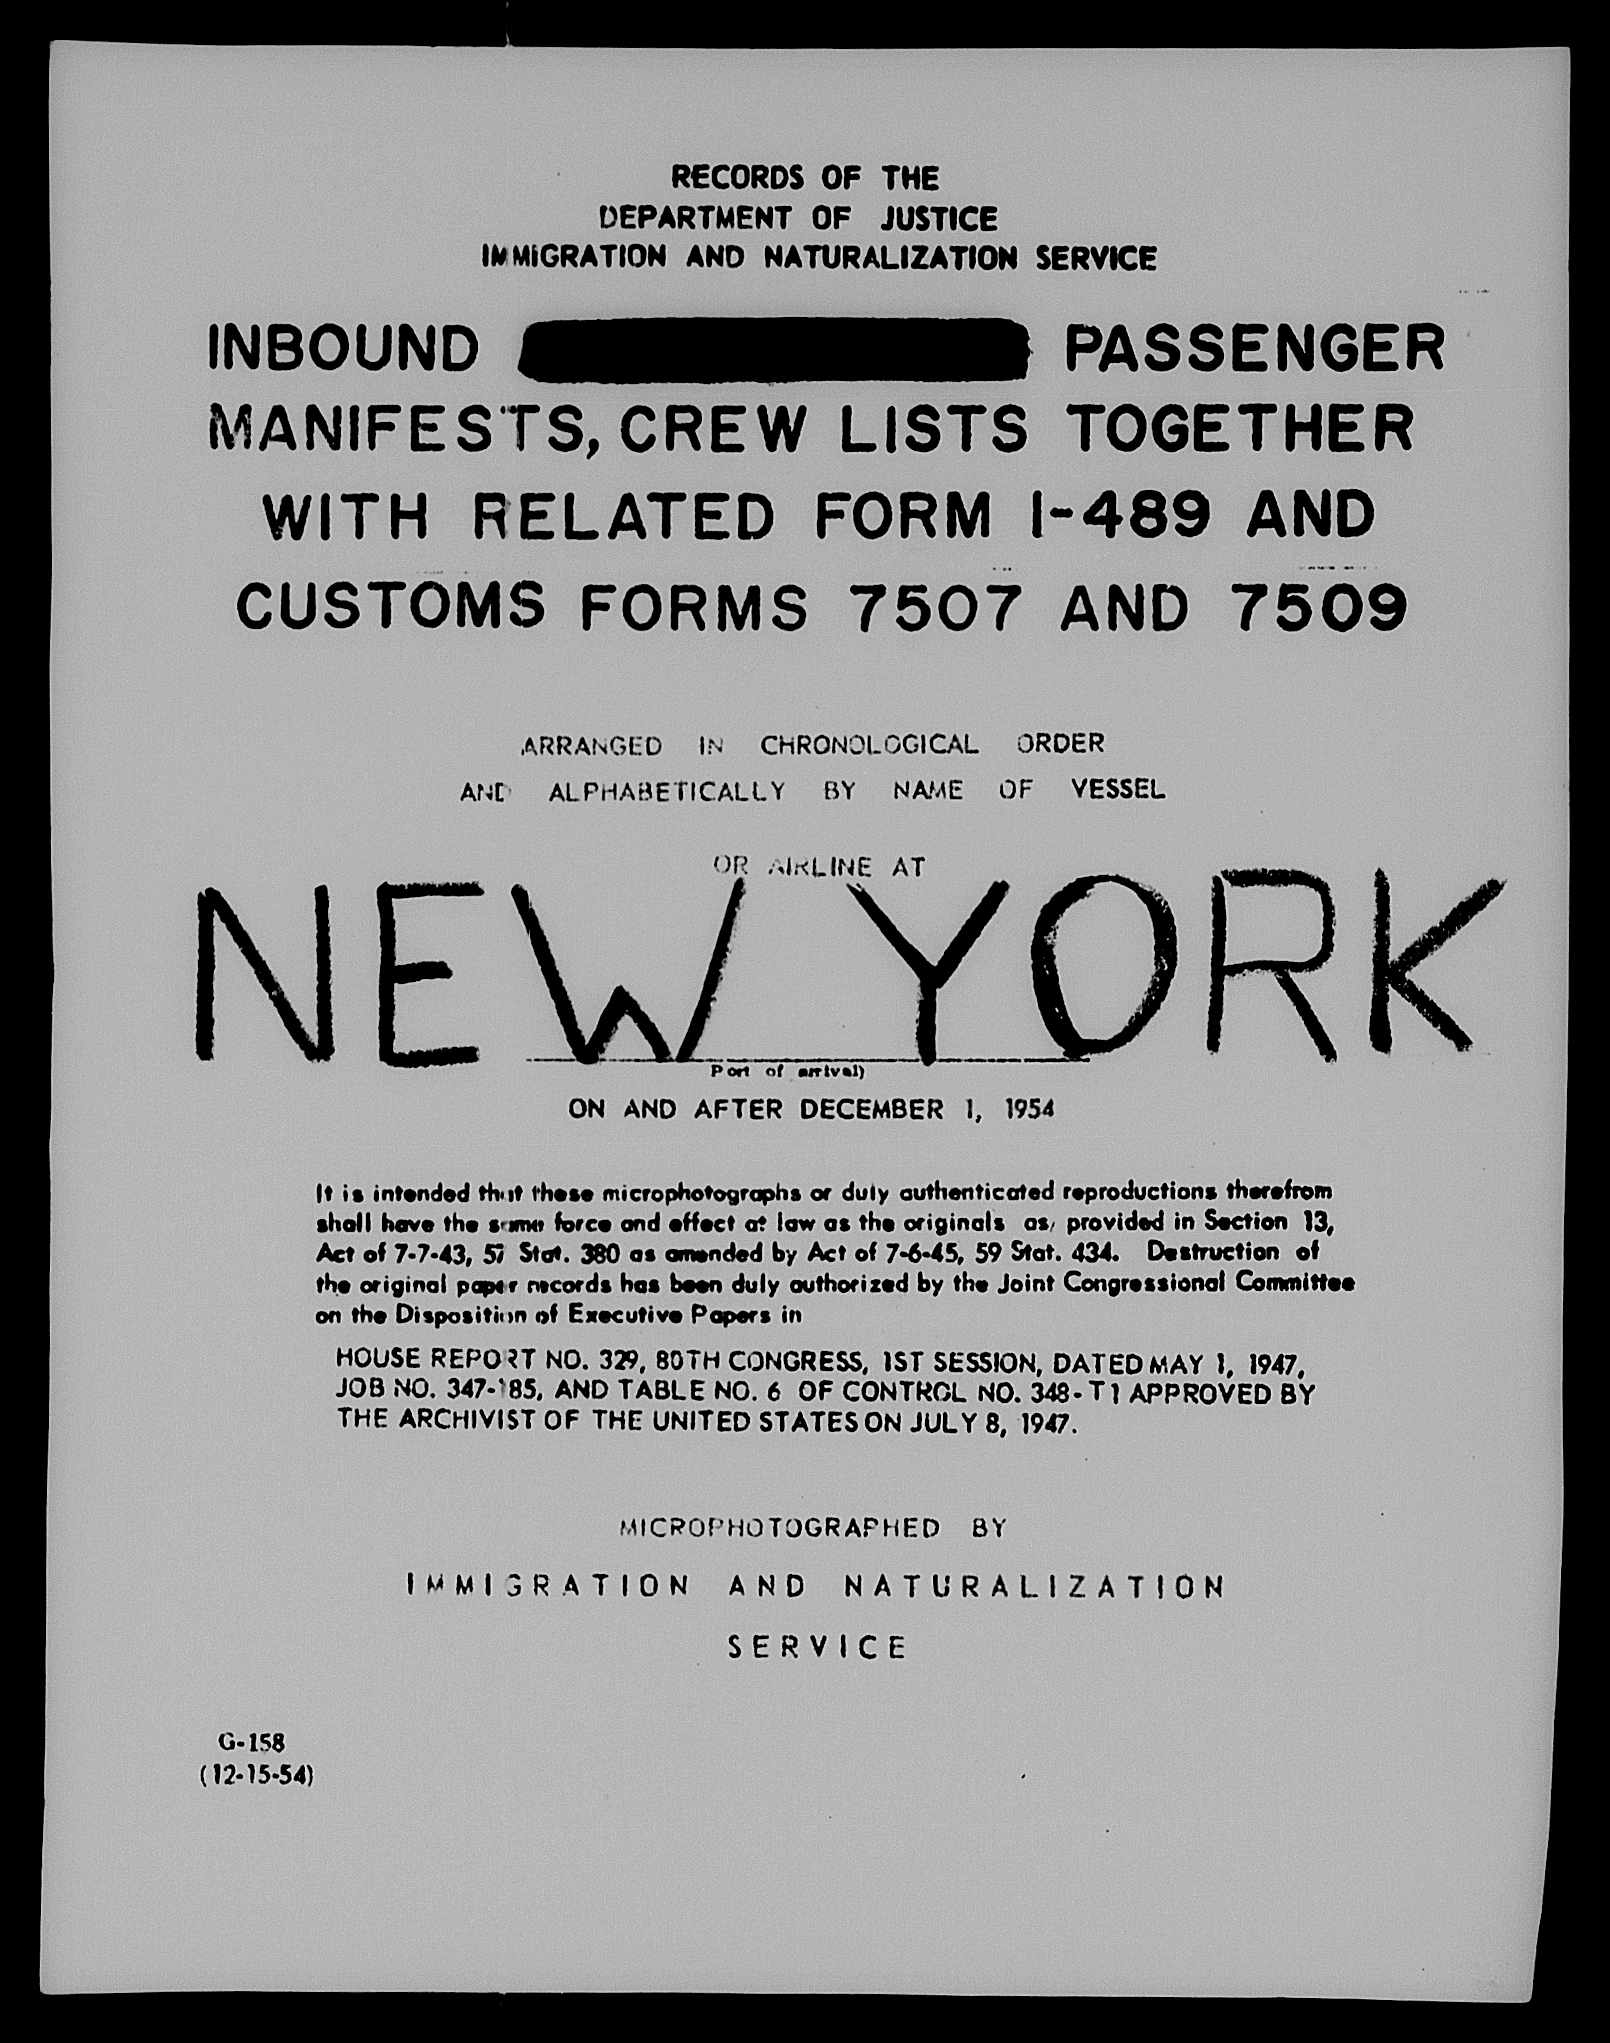 RECORDS OF THE
DEPARTMENT OF JUSTICE
IMMIGRATION AND NATURALIZATION SERVICE
INBOUND PASSENGER
MANIFESTS, CREW LISTS TOGETHER
WITH RELATED FORM I-489 AND
CUSTOMS FORMS 7507 AND 7509
ARRANGED IN CHRONOLOGICAL ORDER
AND ALPHABETICALLY BY NAME OF VESSEL
OR AIRLINE AT
NEW YORK
Port of arrival)
ON AND AFTER DECEMBER 1, 1954
It is intended that these microphotographs or duly authenticated reproductions therefrom
shall have the same force and effect at law as the originals as, provided in Section 13,
Act of 7-7-43, 57 Stat. 380 as amended by Act of 7-6-45, 59 Stat. 434. Destruction of
the original paper records has been duly authorized by the Joint Congressional Committee
on the Disposition of Executive Papers in
HOUSE REPORT NO. 329, 80TH CONGRESS, 1ST SESSION, DATED MAY 1, 1947,
JOB NO. 347-185, AND TABLE NO. 6 OF CONTROL NO. 348-T1 APPROVED BY
THE ARCHIVIST OF THE UNITED STATES ON JULY 8, 1947.
MICROPHOTOGRAPHED BY
IMMIGRATION AND NATURALIZATION
SERVICE
G-158
(12-15-54)